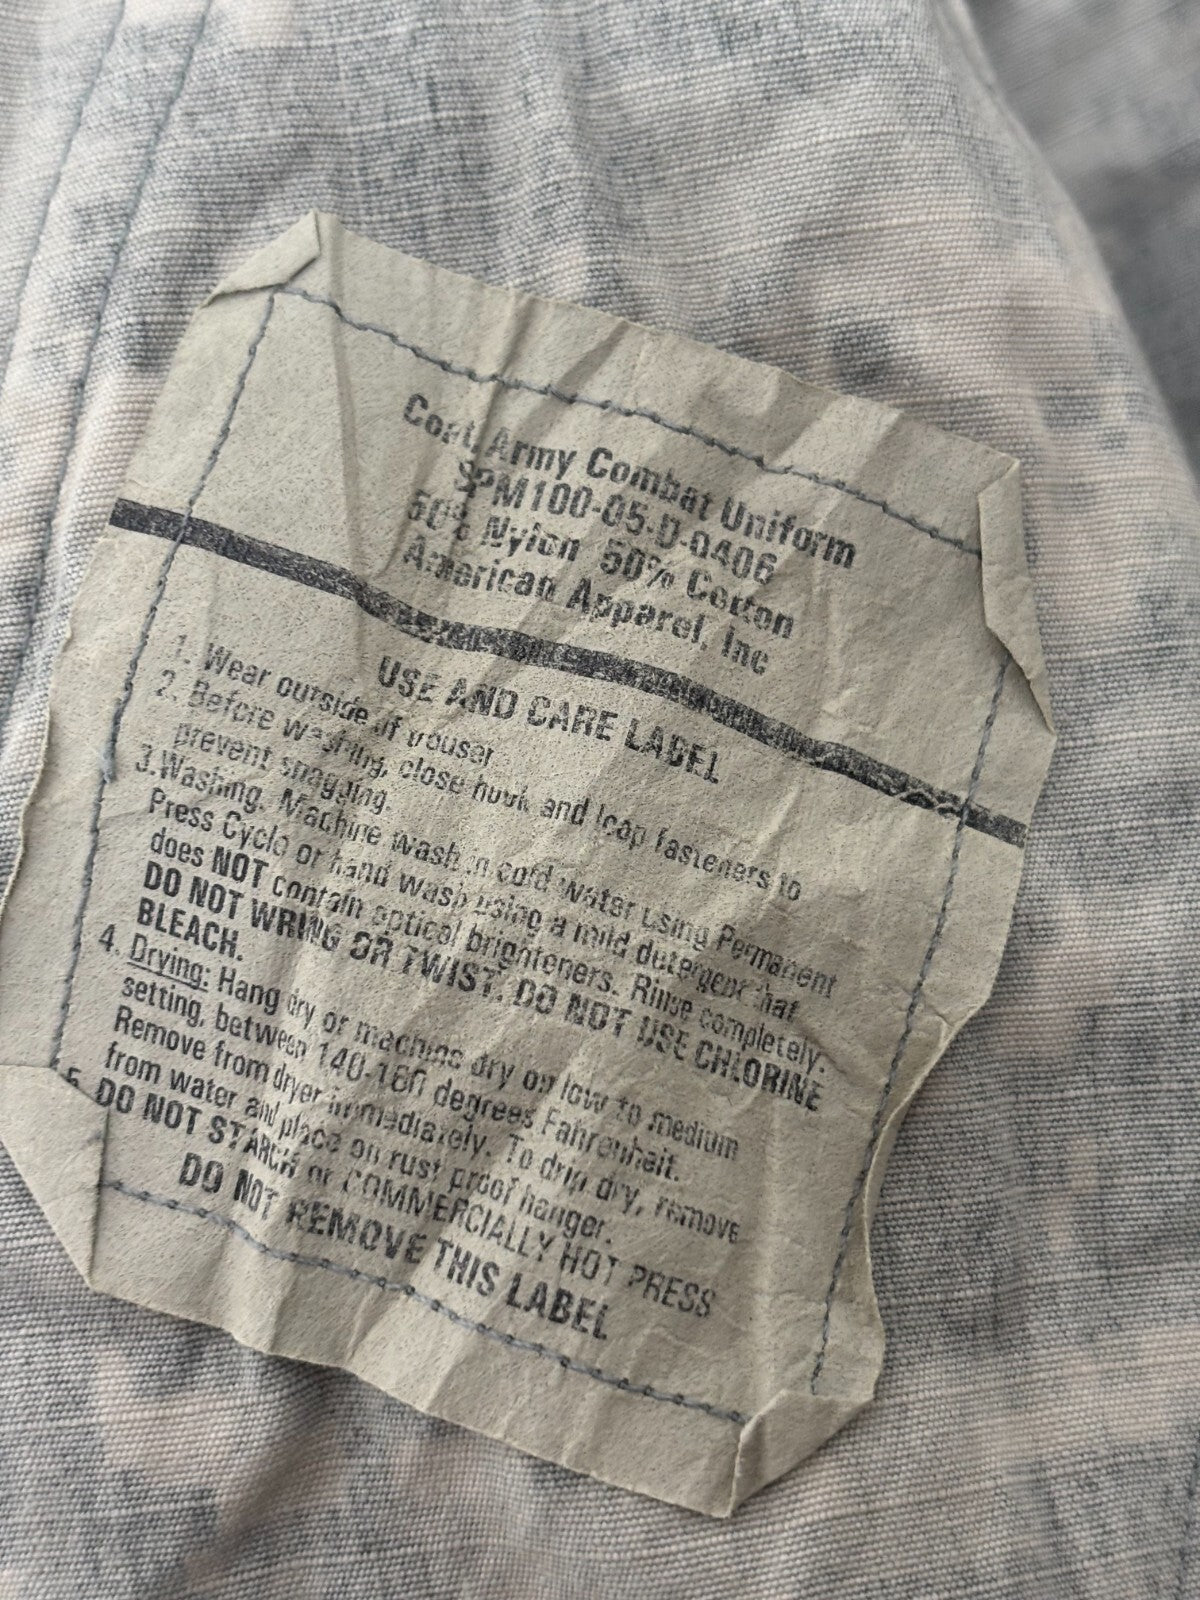 Coat, Army Combat Uniform
SPM100-05-D-0406
50% Nylon 50% Cotton
American Apparel, Inc
USE AND CARE LABEL
1. Wear outside of trouser
2. Before washing, close hook and loop fasteners to
prevent snagging.
3.Washing. Machine wash in cold water using Permanent
Press Cycle or hand wash using a mild detergent that
does NOT contain optical brighteners. Rinse completely.
DO NOT WRING OR TWIST. DO NOT USE CHLORINE
BLEACH.
4. Drying: Hang dry or machine dry on low to medium
setting, between 140-160 degrees Fahrenheit.
Remove from dryer immediately. To drip dry, remove
from water and place on rust proof hanger.
5. DO NOT STARCH or COMMERCIALLY HOT PRESS
DO NOT REMOVE THIS LABEL